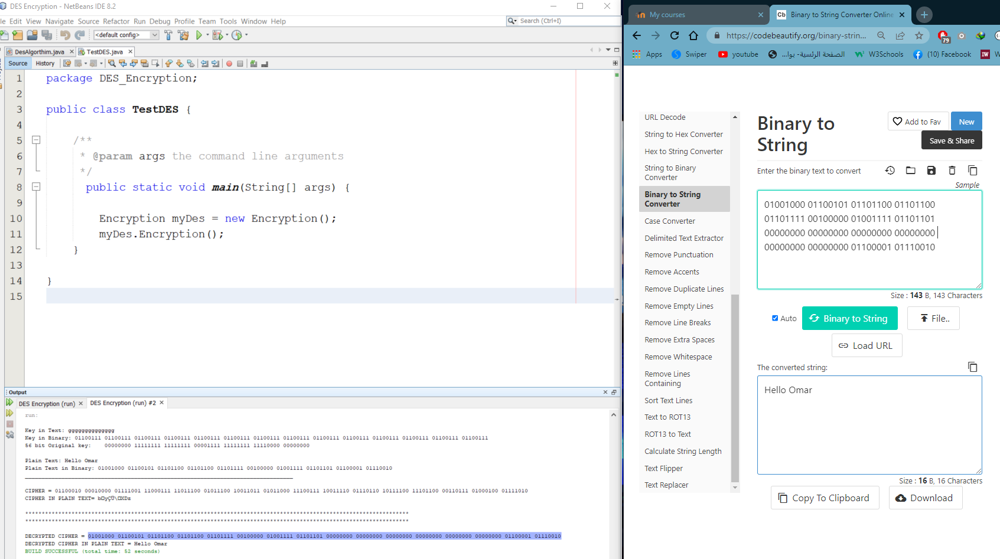 DES Encryption - NetBeans IDE 8.2
le Edit View Navigate Source Refactor Run Debug Profile Team Tools Window Help
Search (Ctrl+I)
<default config>
DesAlgorthim.java
TestDES.java
Source History
1 package DES_Encryption;
2
3 public class TestDES {
4
5 /**
6 * @param args the command line arguments
7 */
8 public static void main(String[] args) {
9
10 Encryption myDes = new Encryption();
11 myDes.Encryption();
12 }
13
14 }
15
Output
DES Encryption (run)
DES Encryption (run) #2
run:
Key in Text: gggggggggggggg
Key in Binary: 01100111 01100111 01100111 01100111 01100111 01100111 01100111 01100111 01100111 01100111 01100111 01100111 01100111 01100111
56 bit Original key: 00000000 11111111 11111111 00001111 11111111 11110000 00000000
Plain Text: Hello Omar
Plain Text in Binary: 01001000 01100101 01101100 01101100 01101111 00100000 01001111 01101101 01100001 01110010
CIPHER = 01100010 00010000 01111001 11000111 11011100 01011100 10011011 01011000 11100111 10011110 01110110 10111100 11101100 00110111 01000100 01111010
CIPHER IN PLAIN TEXT= b□yÇÜ\□XDz
DECRYPTED CIPHER = 01001000 01100101 01101100 01101100 01101111 00100000 01001111 01101101 00000000 00000000 00000000 00000000 00000000 00000000 01100001 01110010
DECRYPTED CIPHER IN PLAIN TEXT = Hello Omar
BUILD SUCCESSFUL (total time: 52 seconds)
My courses
Binary to String Converter Online
https://codebeautify.org/binary-strin...
79
Apps Swiper youtube الصفحة الرئسية- بوا... W3Schools (10) Facebook
URL Decode
String to Hex Converter
Hex to String Converter
String to Binary
Converter
Binary to String
Converter
Case Converter
Delimited Text Extractor
Remove Punctuation
Remove Accents
Remove Duplicate Lines
Remove Empty Lines
Remove Line Breaks
Remove Extra Spaces
Remove Whitespace
Remove Lines
Containing
Sort Text Lines
Text to ROT13
ROT13 to Text
Calculate String Length
Text Flipper
Text Replacer
Binary to
String
Add to Fav
New
Save & Share
Enter the binary text to convert
Sample
01001000 01100101 01101100 01101100
01101111 00100000 01001111 01101101
00000000 00000000 00000000 00000000
00000000 00000000 01100001 01110010
Size : 143 B, 143 Characters
Auto
Binary to String
File..
Load URL
The converted string:
Hello Omar
Size : 16 B, 16 Characters
Copy To Clipboard
Download